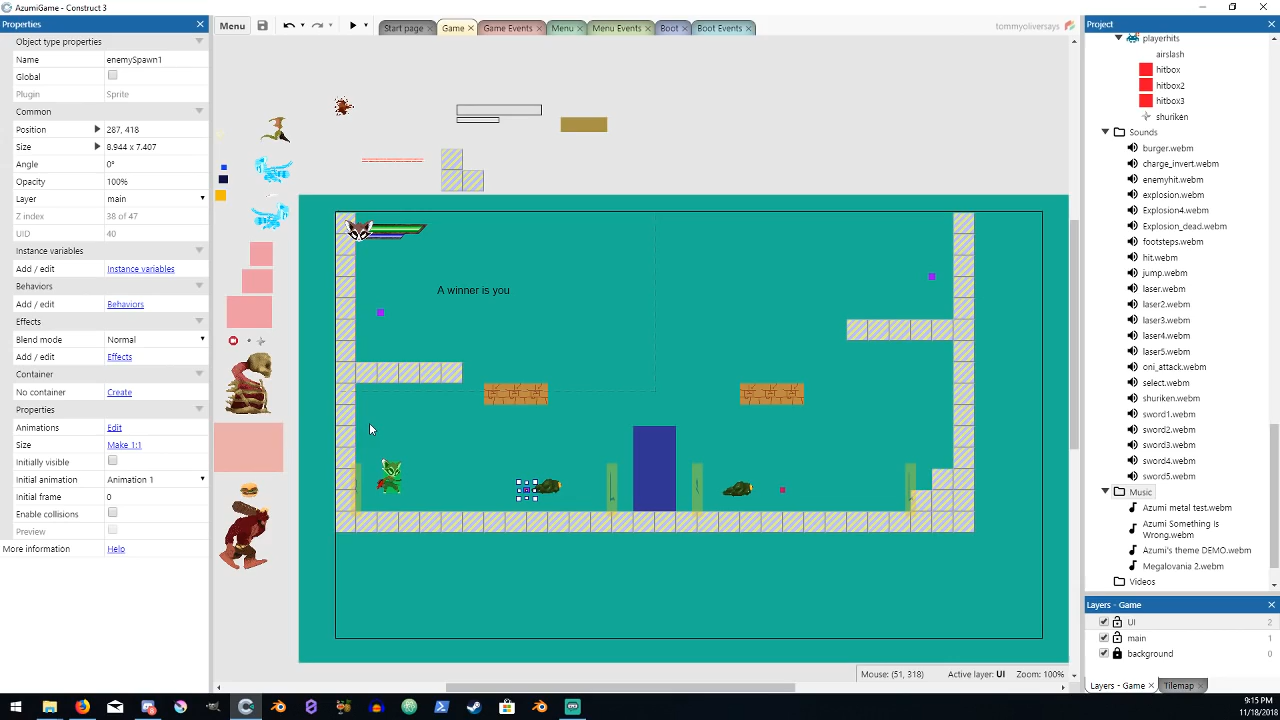 AzumiGame - Construct 3
Properties
Menu
Start page
Game
Game Events
Menu
Menu Events
Boot
Boot Events
tommyoliversays
Project
Object type properties
Name enemySpawn1
Global
Plugin Sprite
Common
Position 287, 418
Size 8.944 x 7.407
Angle 0°
Opacity 100%
Layer main
Z index 38 of 47
UID 40
Instance variables
Add / edit Instance variables
Behaviors
Add / edit Behaviors
Effects
Blend mode Normal
Add / edit Effects
Container
No container Create
Properties
Animations Edit
Size Make 1:1
Initially visible
Initial animation Animation 1
Initial frame 0
Enable collisions
Preview
More information Help
A winner is you
Mouse: (51, 318) Active layer: UI Zoom: 100%
playerhits
airslash
hitbox
hitbox2
hitbox3
shuriken
Sounds
burger.webm
charge_invert.webm
enemyhit.webm
explosion.webm
Explosion4.webm
Explosion_dead.webm
footsteps.webm
hit.webm
jump.webm
laser.webm
laser2.webm
laser3.webm
laser4.webm
laser5.webm
oni_attack.webm
select.webm
shuriken.webm
sword1.webm
sword2.webm
sword3.webm
sword4.webm
sword5.webm
Music
Azumi metal test.webm
Azumi Something Is
Wrong.webm
Azumi's theme DEMO.webm
Megalovania 2.webm
Videos
Layers - Game
UI 2
main 1
background 0
Layers - Game
Tilemap
9:15 PM
11/18/2018